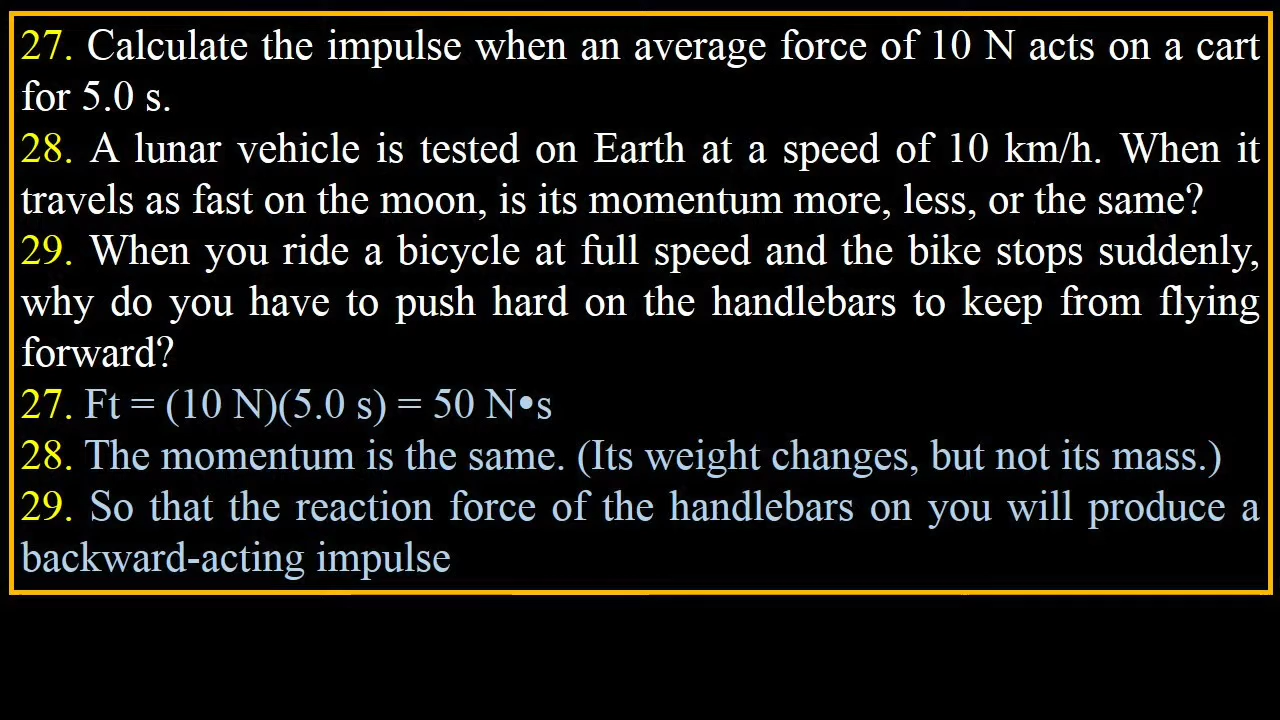 27. Calculate the impulse when an average force of 10 N acts on a cart
for 5.0 s.
28. A lunar vehicle is tested on Earth at a speed of 10 km/h. When it
travels as fast on the moon, is its momentum more, less, or the same?
29. When you ride a bicycle at full speed and the bike stops suddenly,
why do you have to push hard on the handlebars to keep from flying
forward?
27. Ft = (10 N)(5.0 s) = 50 N•s
28. The momentum is the same. (Its weight changes, but not its mass.)
29. So that the reaction force of the handlebars on you will produce a
backward-acting impulse